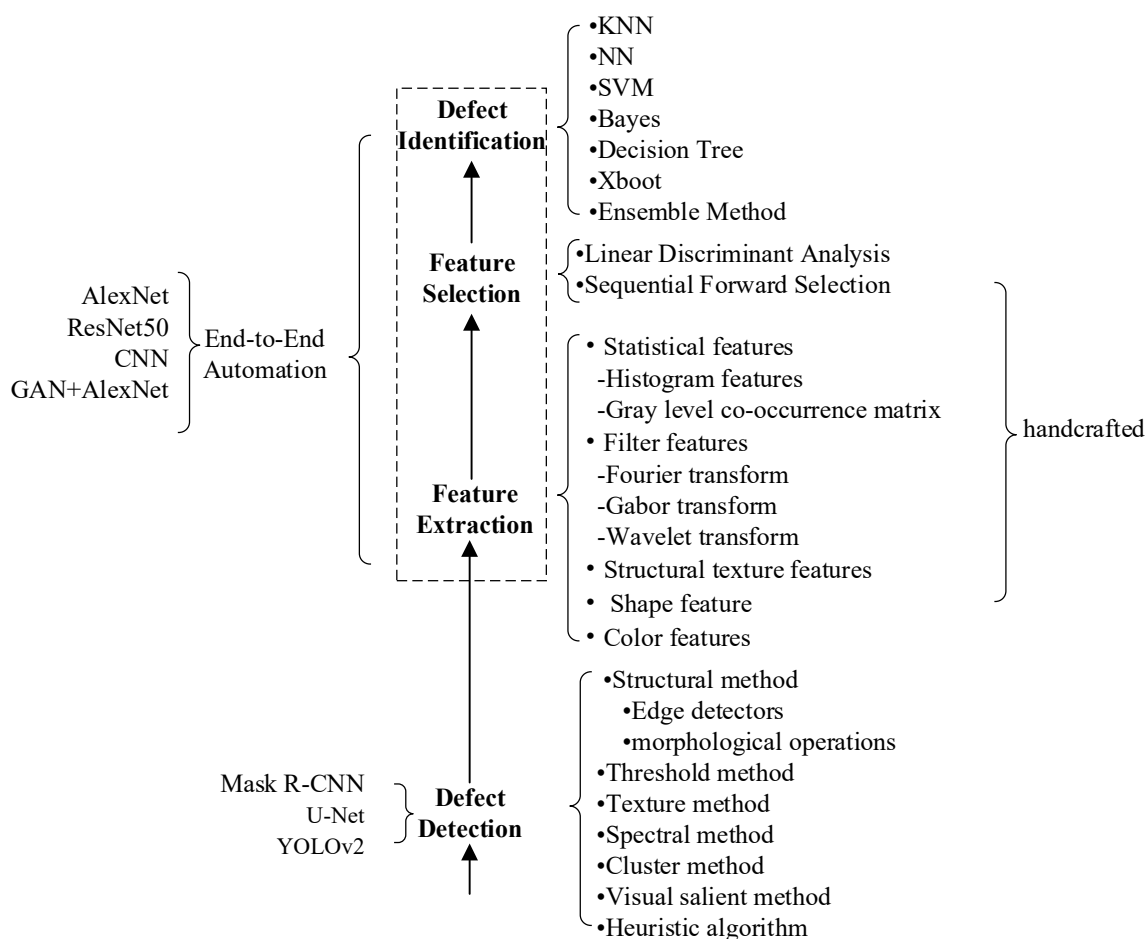 •KNN
•NN
•SVM
•Bayes
•Decision Tree
•Xboot
•Ensemble Method
Defect
Identification
Feature
Selection
•Linear Discriminant Analysis
•Sequential Forward Selection
AlexNet
ResNet50
CNN
GAN+AlexNet
End-to-End
Automation
• Statistical features
-Histogram features
-Gray level co-occurrence matrix
• Filter features
-Fourier transform
-Gabor transform
-Wavelet transform
• Structural texture features
• Shape feature
• Color features
handcrafted
Feature
Extraction
•Structural method
•Edge detectors
•morphological operations
•Threshold method
•Texture method
•Spectral method
•Cluster method
•Visual salient method
•Heuristic algorithm
Mask R-CNN
U-Net
YOLOv2
Defect
Detection